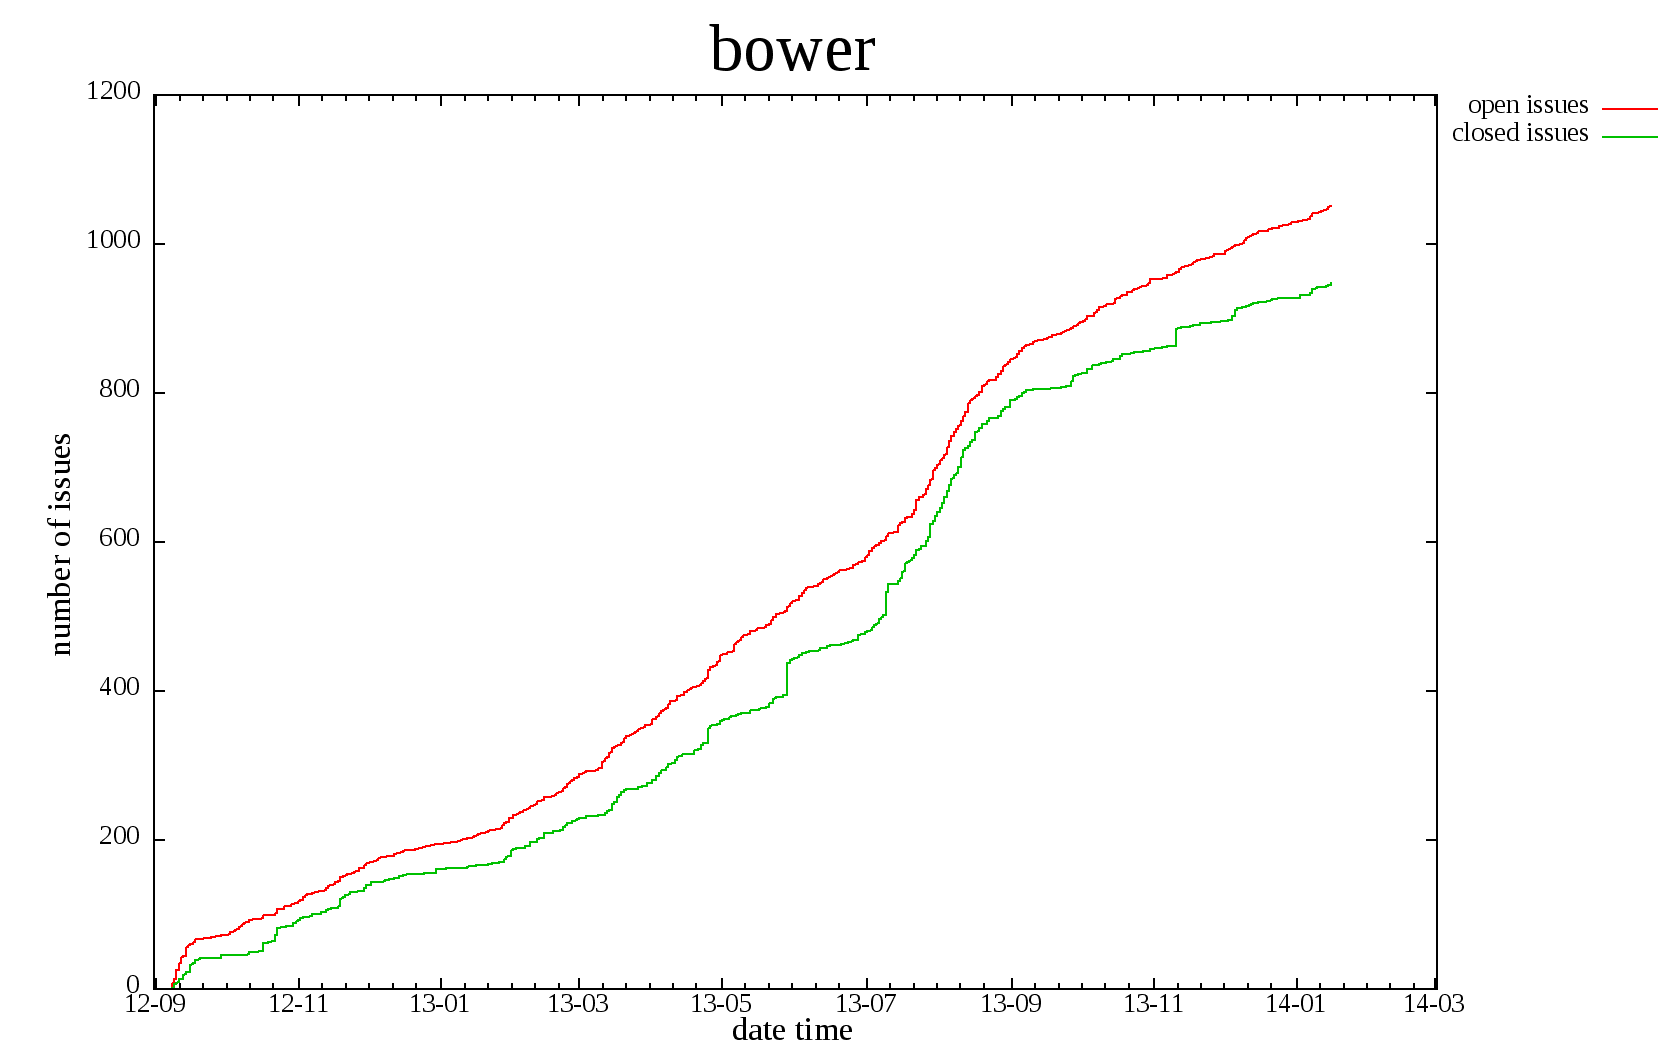 bower
open issues
closed issues
number of issues
1200
1000
800
600
400
200
0
12-09 12-11 13-01 13-03 13-05 13-07 13-09 13-11 14-01 14-03
date time